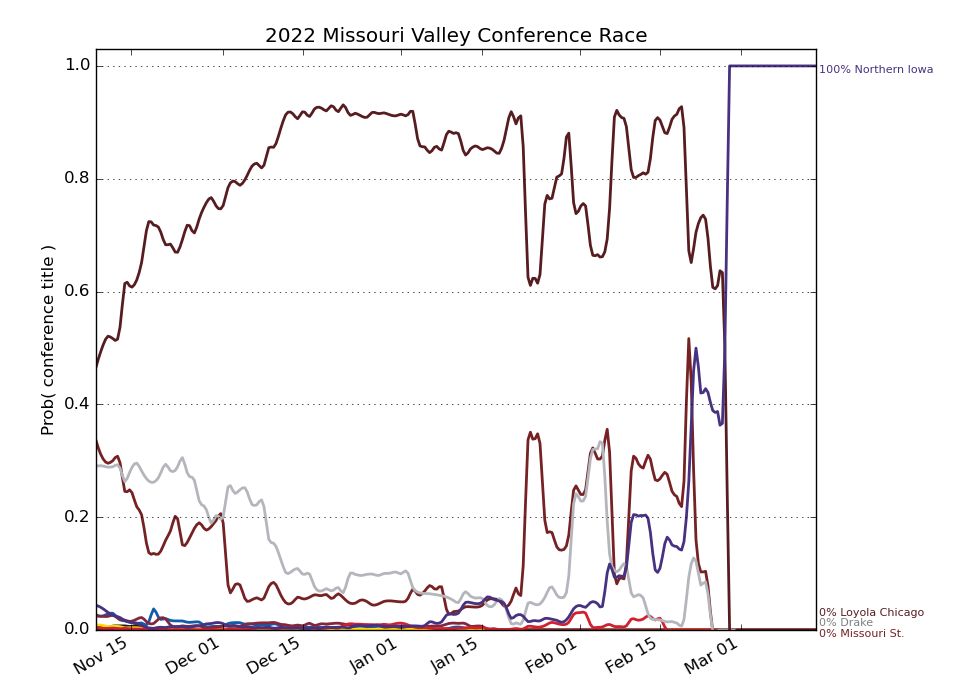 2022 Missouri Valley Conference Race
Prob( conference title )
1.0
0.8
0.6
0.4
0.2
0.0
Nov 15
Dec 01
Dec 15
Jan 01
Jan 15
Feb 01
Feb 15
Mar 01
100% Northern Iowa
0% Loyola Chicago
0% Drake
0% Missouri St.